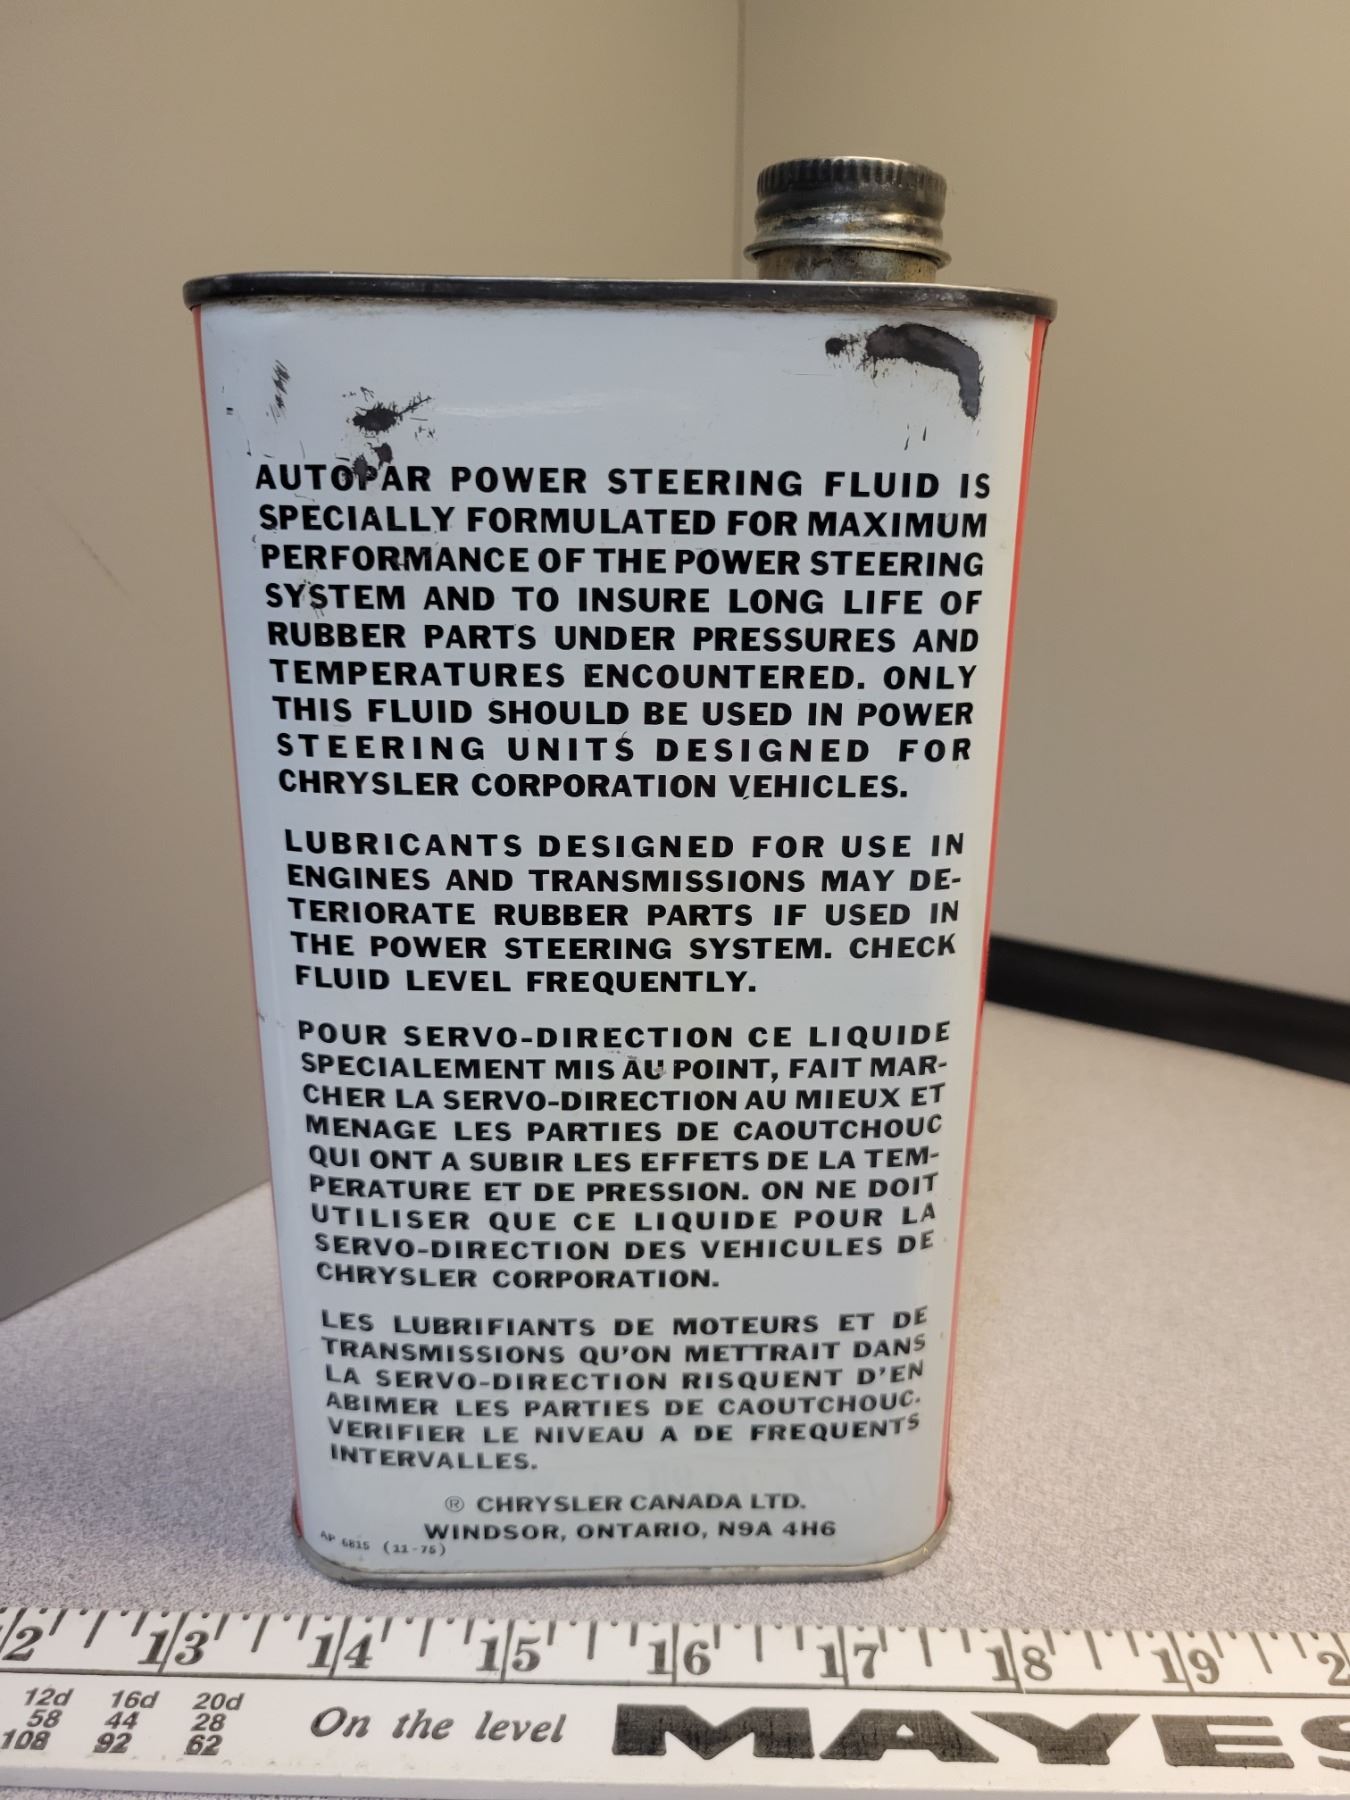 AUTOPAR POWER STEERING FLUID IS
SPECIALLY FORMULATED FOR MAXIMUM
PERFORMANCE OF THE POWER STEERING
SYSTEM AND TO INSURE LONG LIFE OF
RUBBER PARTS UNDER PRESSURES AND
TEMPERATURES ENCOUNTERED. ONLY
THIS FLUID SHOULD BE USED IN POWER
STEERING UNITS DESIGNED FOR
CHRYSLER CORPORATION VEHICLES.
LUBRICANTS DESIGNED FOR USE IN
ENGINES AND TRANSMISSIONS MAY DE-
TERIORATE RUBBER PARTS IF USED IN
THE POWER STEERING SYSTEM. CHECK
FLUID LEVEL FREQUENTLY.
POUR SERVO-DIRECTION CE LIQUIDE
SPECIALEMENT MIS AU POINT, FAIT MAR-
CHER LA SERVO-DIRECTION AU MIEUX ET
MENAGE LES PARTIES DE CAOUTCHOUC
QUI ONT A SUBIR LES EFFETS DE LA TEM-
PERATURE ET DE PRESSION. ON NE DOIT
UTILISER QUE CE LIQUIDE POUR LA
SERVO-DIRECTION DES VEHICULES DE
CHRYSLER CORPORATION.
LES LUBRIFIANTS DE MOTEURS ET DE
TRANSMISSIONS QU'ON METTRAIT DANS
LA SERVO-DIRECTION RISQUENT D'EN
ABIMER LES PARTIES DE CAOUTCHOUC.
VERIFIER LE NIVEAU A DE FREQUENTS
INTERVALLES.
® CHRYSLER CANADA LTD.
WINDSOR, ONTARIO, N9A 4H6
AP 6815 (11-75)
2 13 14 15 16 17 18 19 2
12d 16d 20d
58 44 28
108 92 62
On the level MAYES